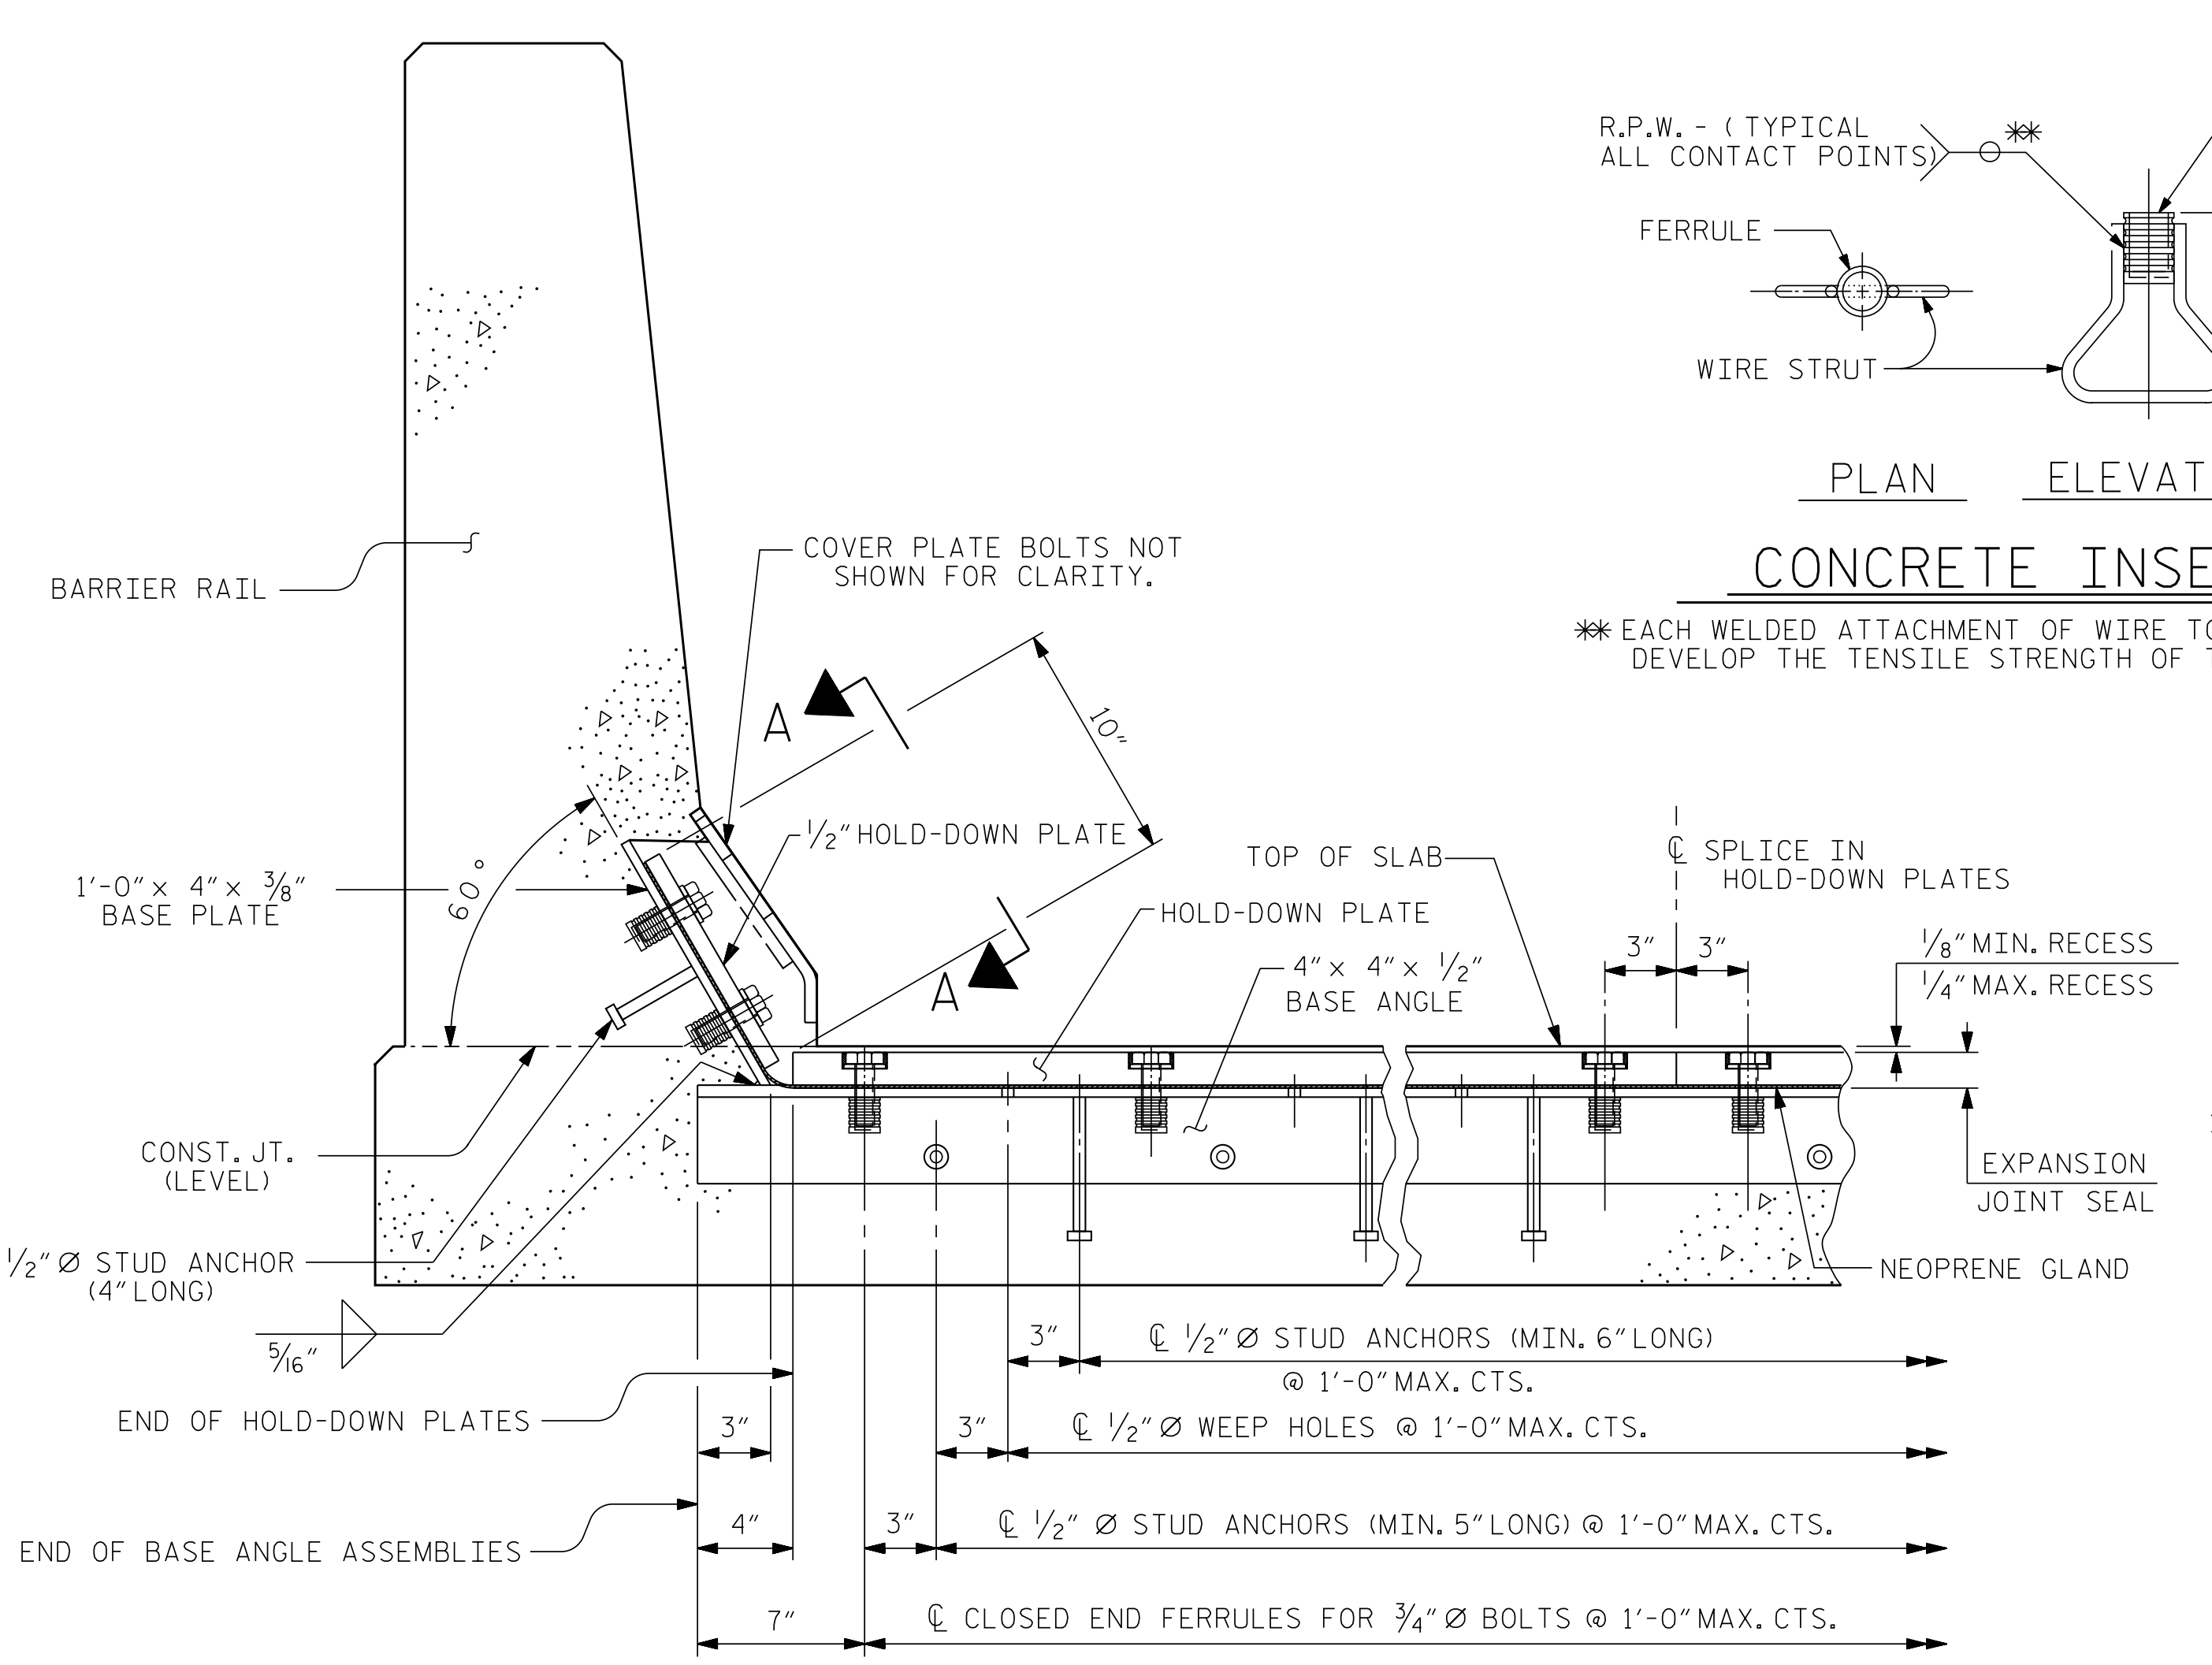 R.P.W. - ( TYPICAL
ALL CONTACT POINTS)
**
FERRULE
WIRE STRUT
PLAN
ELEVAT
CONCRETE INSE
** EACH WELDED ATTACHMENT OF WIRE TO
DEVELOP THE TENSILE STRENGTH OF T
BARRIER RAIL
COVER PLATE BOLTS NOT
SHOWN FOR CLARITY.
A
10"
1/2" HOLD-DOWN PLATE
1'-0" x 4" x 3/8"
BASE PLATE
60°
TOP OF SLAB
HOLD-DOWN PLATE
A
4" x 4" x 1/2"
BASE ANGLE
℄ SPLICE IN
HOLD-DOWN PLATES
3" 3"
1/8" MIN. RECESS
1/4" MAX. RECESS
CONST. JT.
(LEVEL)
EXPANSION
JOINT SEAL
1/2" Ø STUD ANCHOR
(4" LONG)
NEOPRENE GLAND
5/16"
3"
℄ 1/2" Ø STUD ANCHORS (MIN. 6" LONG)
@ 1'-0" MAX. CTS.
END OF HOLD-DOWN PLATES
3"
3"
℄ 1/2" Ø WEEP HOLES @ 1'-0" MAX. CTS.
END OF BASE ANGLE ASSEMBLIES
4"
3"
℄ 1/2" Ø STUD ANCHORS (MIN. 5" LONG) @ 1'-0" MAX. CTS.
7"
℄ CLOSED END FERRULES FOR 3/4" Ø BOLTS @ 1'-0" MAX. CTS.